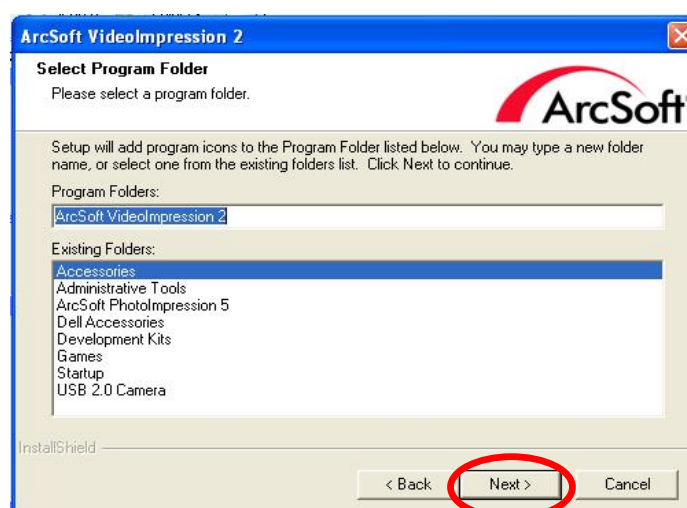 ArcSoft VideoImpression 2
Select Program Folder
Please select a program folder.
ArcSoft
Setup will add program icons to the Program Folder listed below. You may type a new folder
name, or select one from the existing folders list. Click Next to continue.
Program Folders:
ArcSoft VideoImpression 2
Existing Folders:
Accessories
Administrative Tools
ArcSoft PhotoImpression 5
Dell Accessories
Development Kits
Games
Startup
USB 2.0 Camera
InstallShield
< Back Next > Cancel